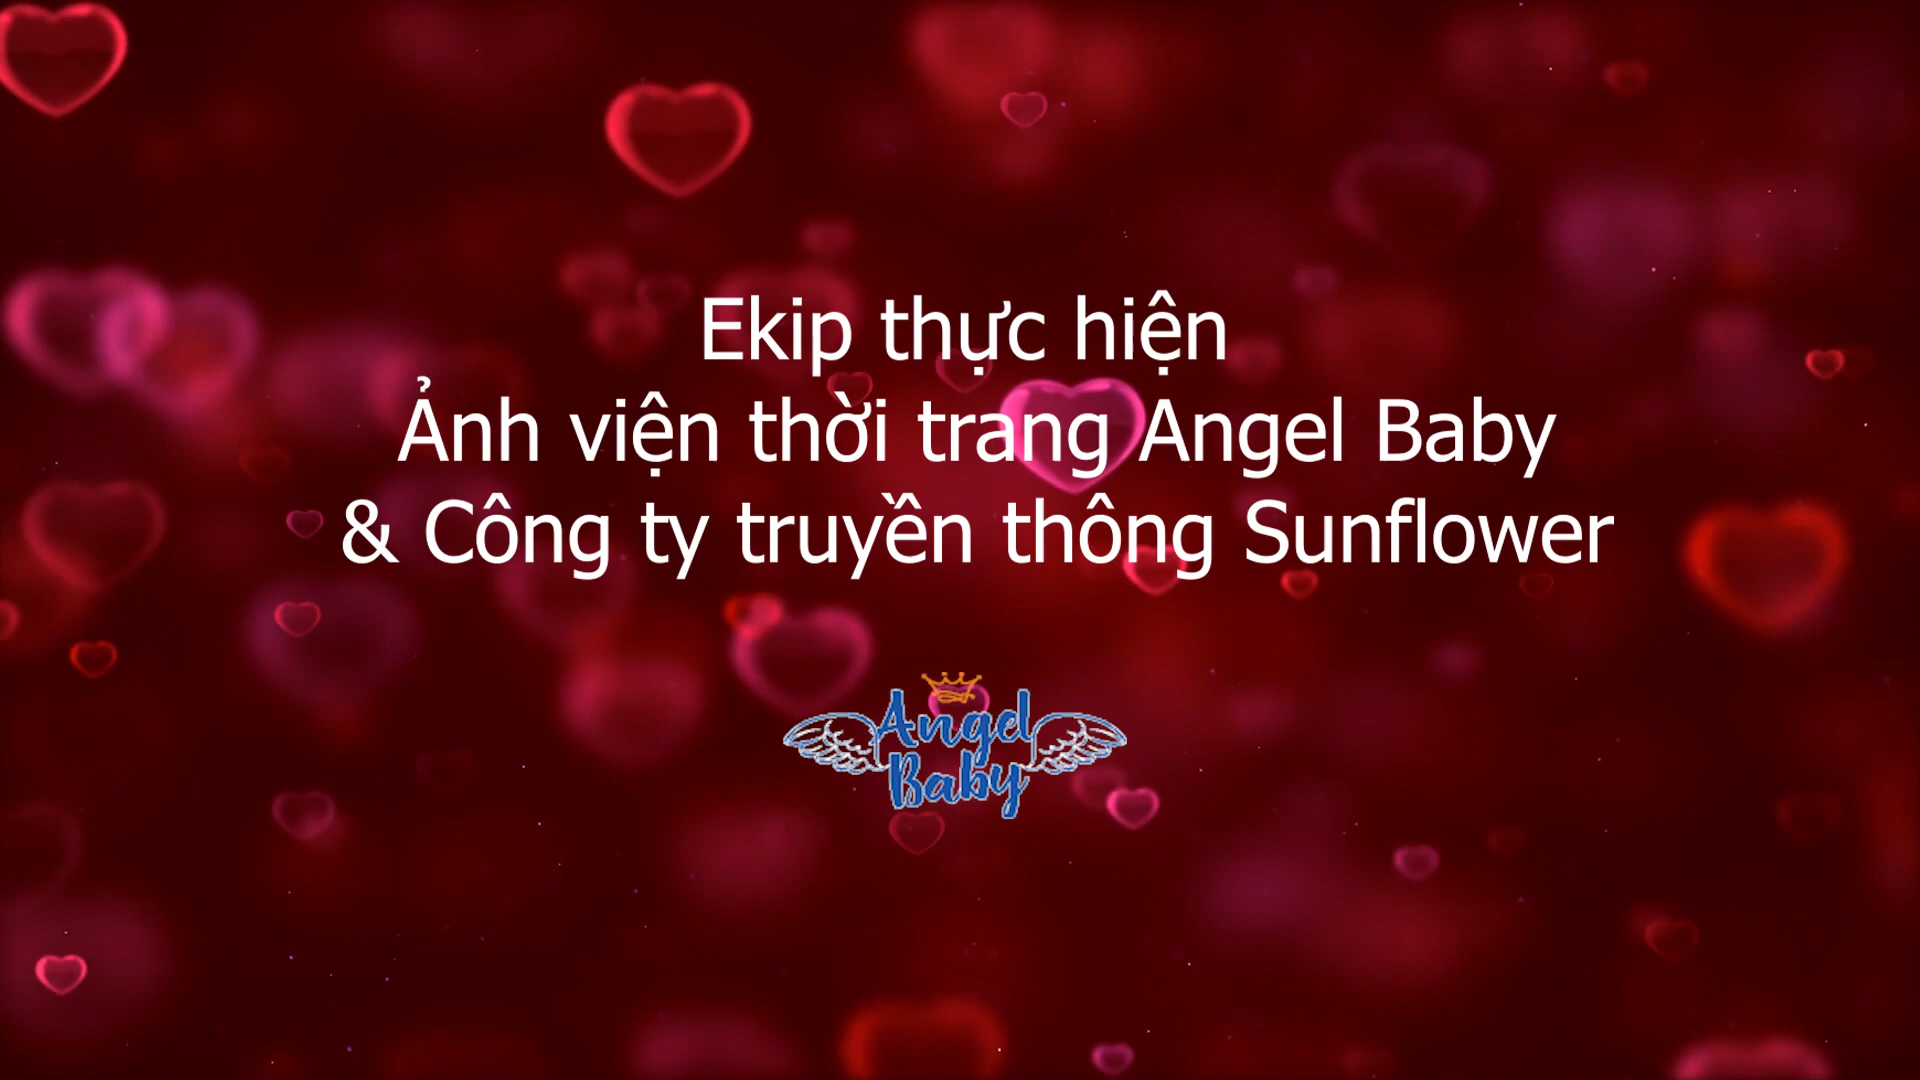 Ekip thực hiện
Ảnh viện thời trang Angel Baby
& Công ty truyền thông Sunflower
Angel
Baby